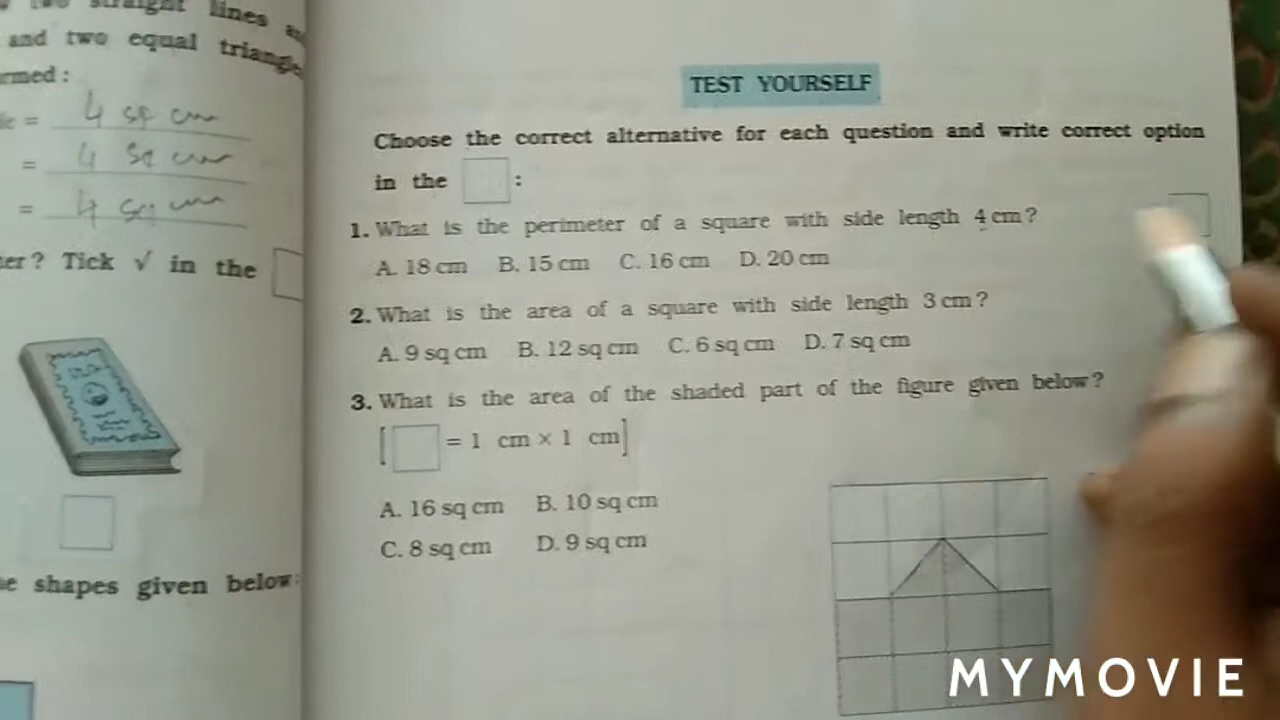 straight lines
and two equal triangle
rmed :
= 4 sq cm
= 4 sq cm
= 4 sq cm
er ? Tick √ in the
e shapes given below:
TEST YOURSELF
Choose the correct alternative for each question and write correct option
in the :
1. What is the perimeter of a square with side length 4 cm ?
A. 18 cm B. 15 cm C. 16 cm D. 20 cm
2. What is the area of a square with side length 3 cm ?
A. 9 sq cm B. 12 sq cm C. 6 sq cm D. 7 sq cm
3. What is the area of the shaded part of the figure given below ?
[ = 1 cm × 1 cm]
A. 16 sq cm B. 10 sq cm
C. 8 sq cm D. 9 sq cm
MYMOVIE